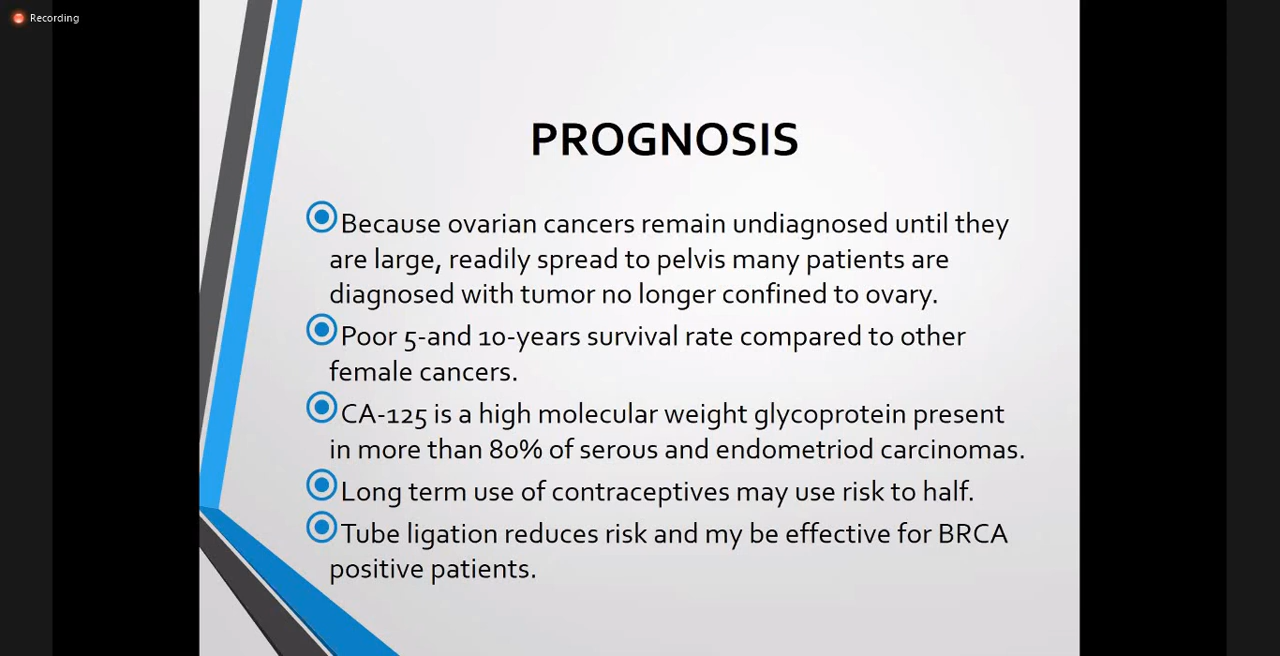 Recording
PROGNOSIS
Because ovarian cancers remain undiagnosed until they
are large, readily spread to pelvis many patients are
diagnosed with tumor no longer confined to ovary.
Poor 5-and 10-years survival rate compared to other
female cancers.
CA-125 is a high molecular weight glycoprotein present
in more than 80% of serous and endometriod carcinomas.
Long term use of contraceptives may use risk to half.
Tube ligation reduces risk and my be effective for BRCA
positive patients.